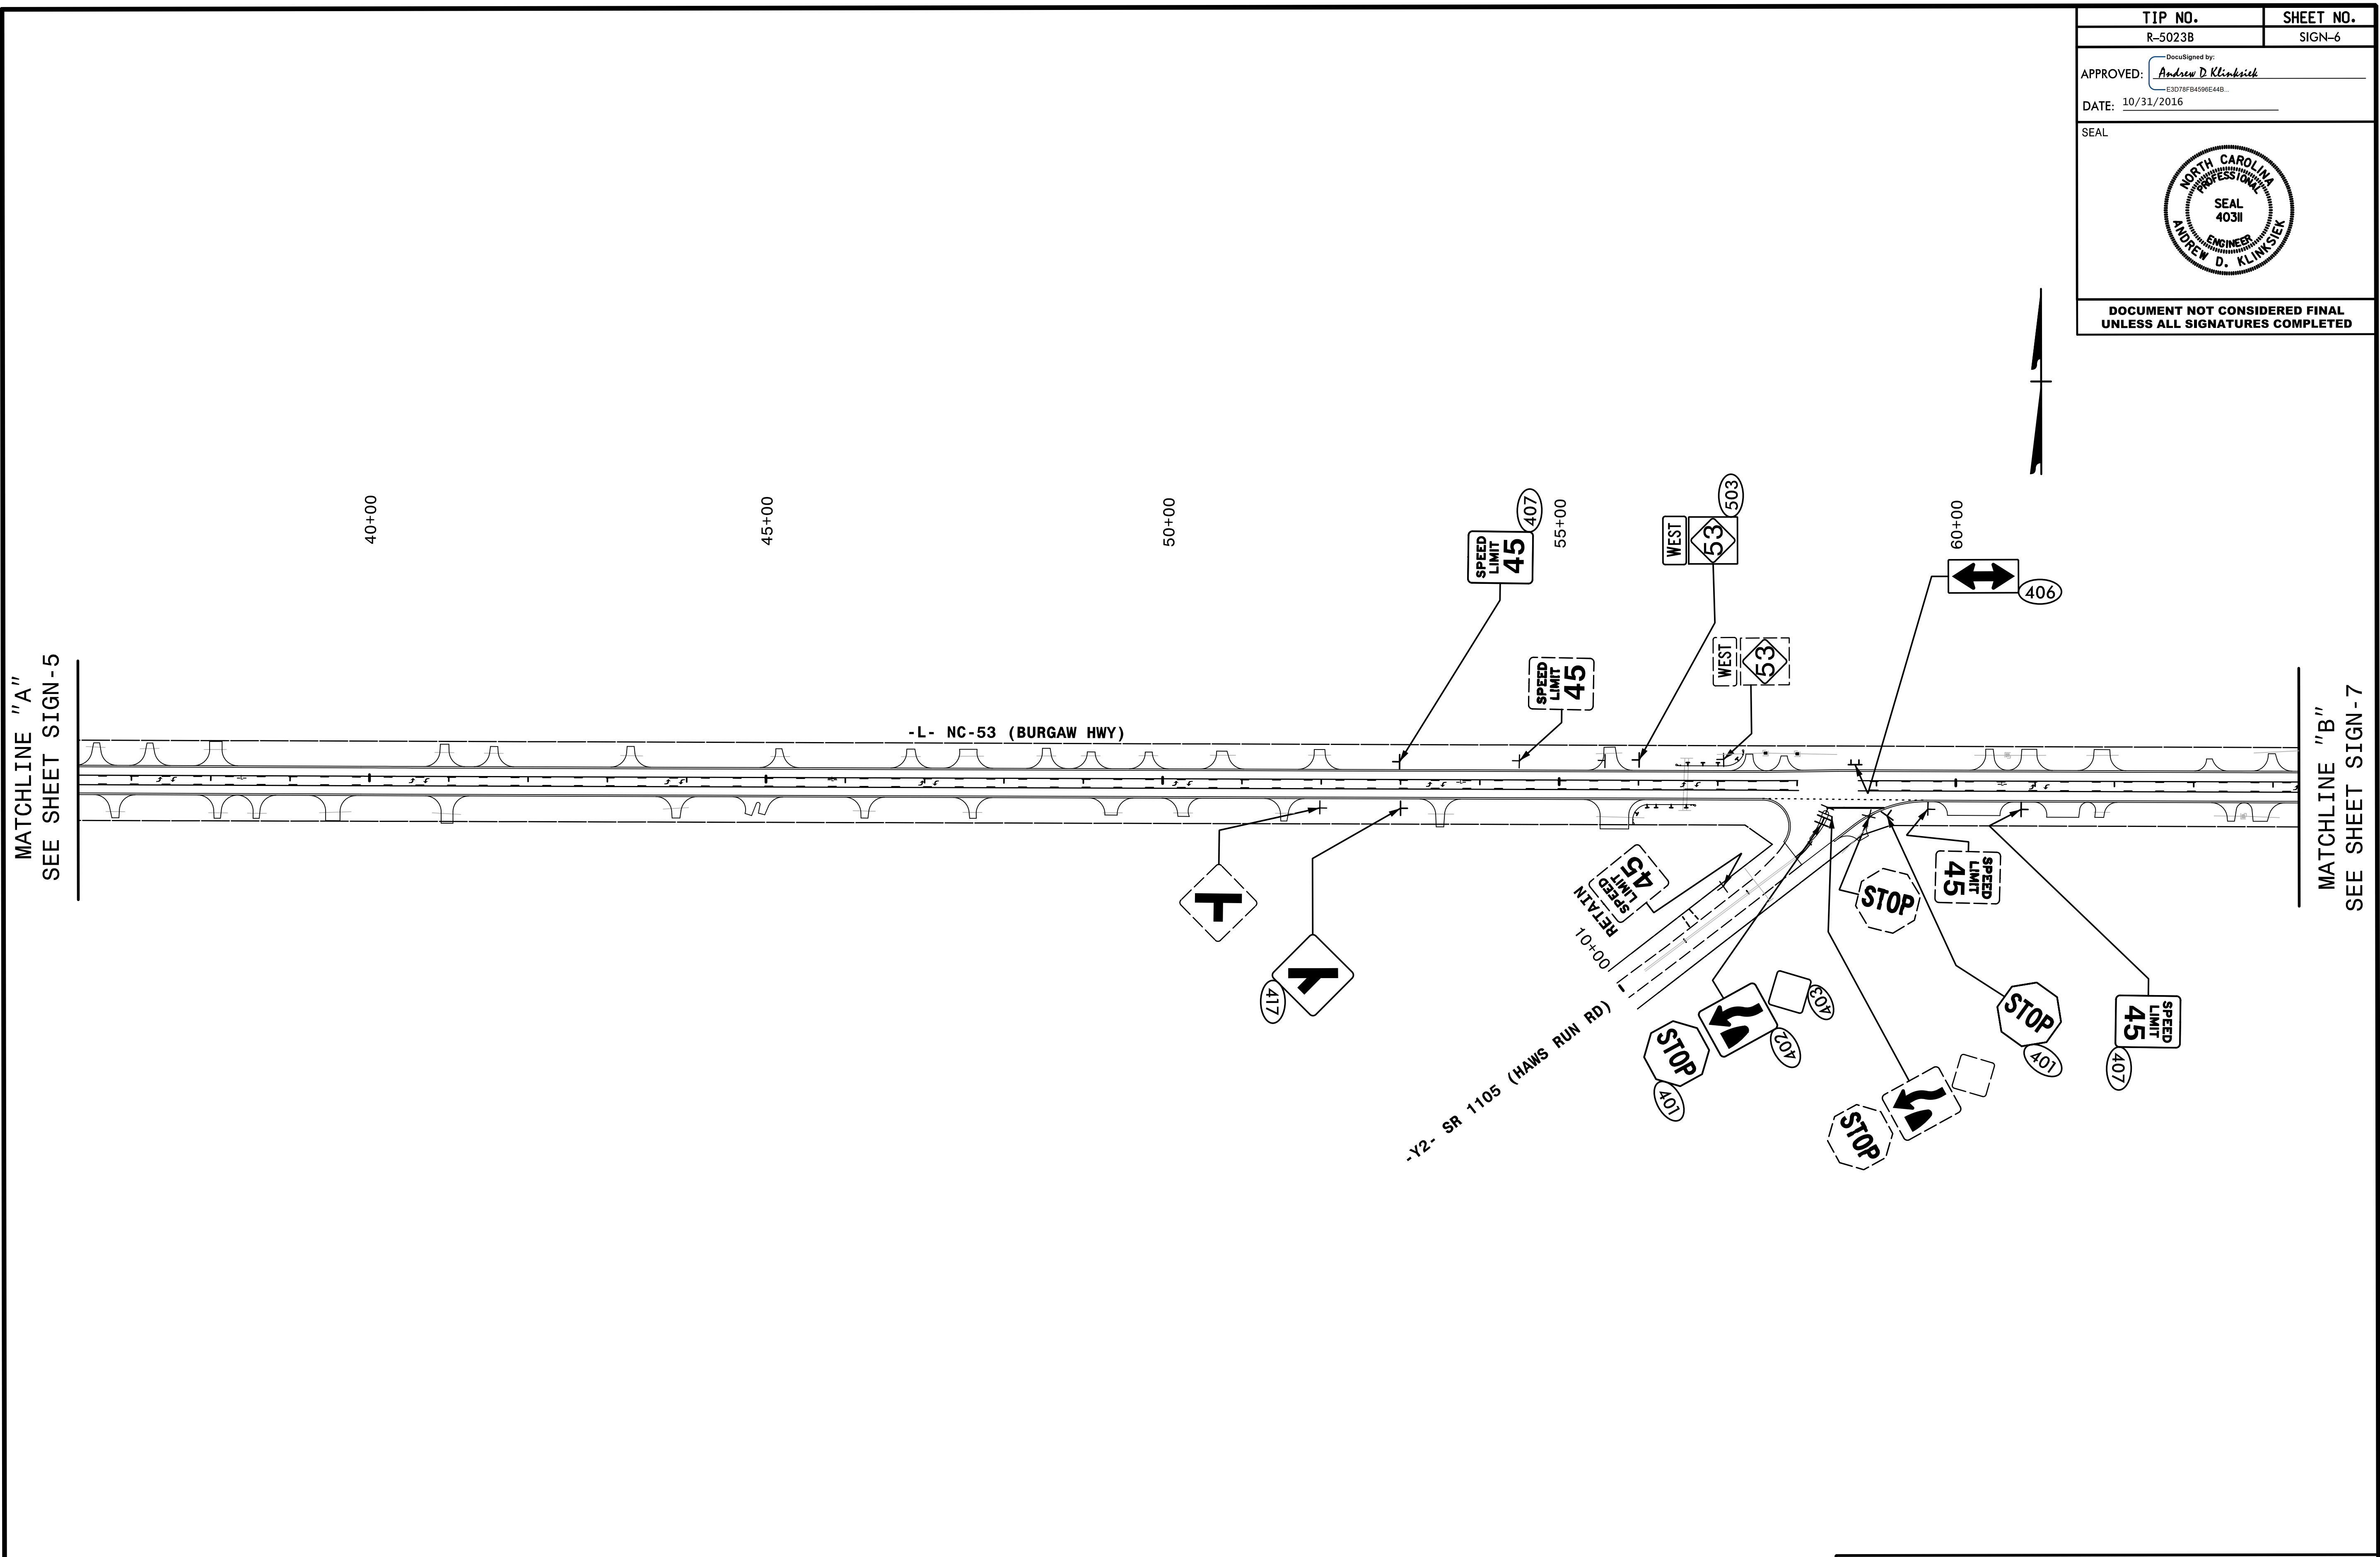 TIP NO.
SHEET NO.
R-5023B
SIGN-6
APPROVED:
DocuSigned by:
Andrew D. Klinksiek
E3D78FB4596E44B...
DATE: 10/31/2016
SEAL
NORTH CAROLINA
PROFESSIONAL
SEAL
40311
ENGINEER
ANDREW D. KLINKSIEK
DOCUMENT NOT CONSIDERED FINAL
UNLESS ALL SIGNATURES COMPLETED
40+00
45+00
50+00
55+00
60+00
SPEED
LIMIT
45
407
WEST
53
503
406
SPEED
LIMIT
45
WEST
53
MATCHLINE "A"
SEE SHEET SIGN-5
-L- NC-53 (BURGAW HWY)
MATCHLINE "B"
SEE SHEET SIGN-7
417
RETAIN
SPEED
LIMIT
45
10+00
-Y2- SR 1105 (HAWS RUN RD)
STOP
401
402
403
STOP
SPEED
LIMIT
45
STOP
401
SPEED
LIMIT
45
407
STOP